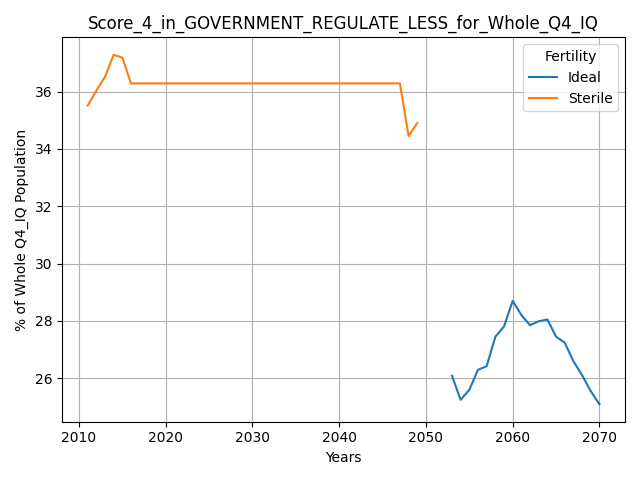 Score_4_in_GOVERNMENT_REGULATE_LESS_for_Whole_Q4_IQ
Fertility
Ideal
Sterile
% of Whole Q4_IQ Population
36
34
32
30
28
26
2010 2020 2030 2040 2050 2060 2070
Years